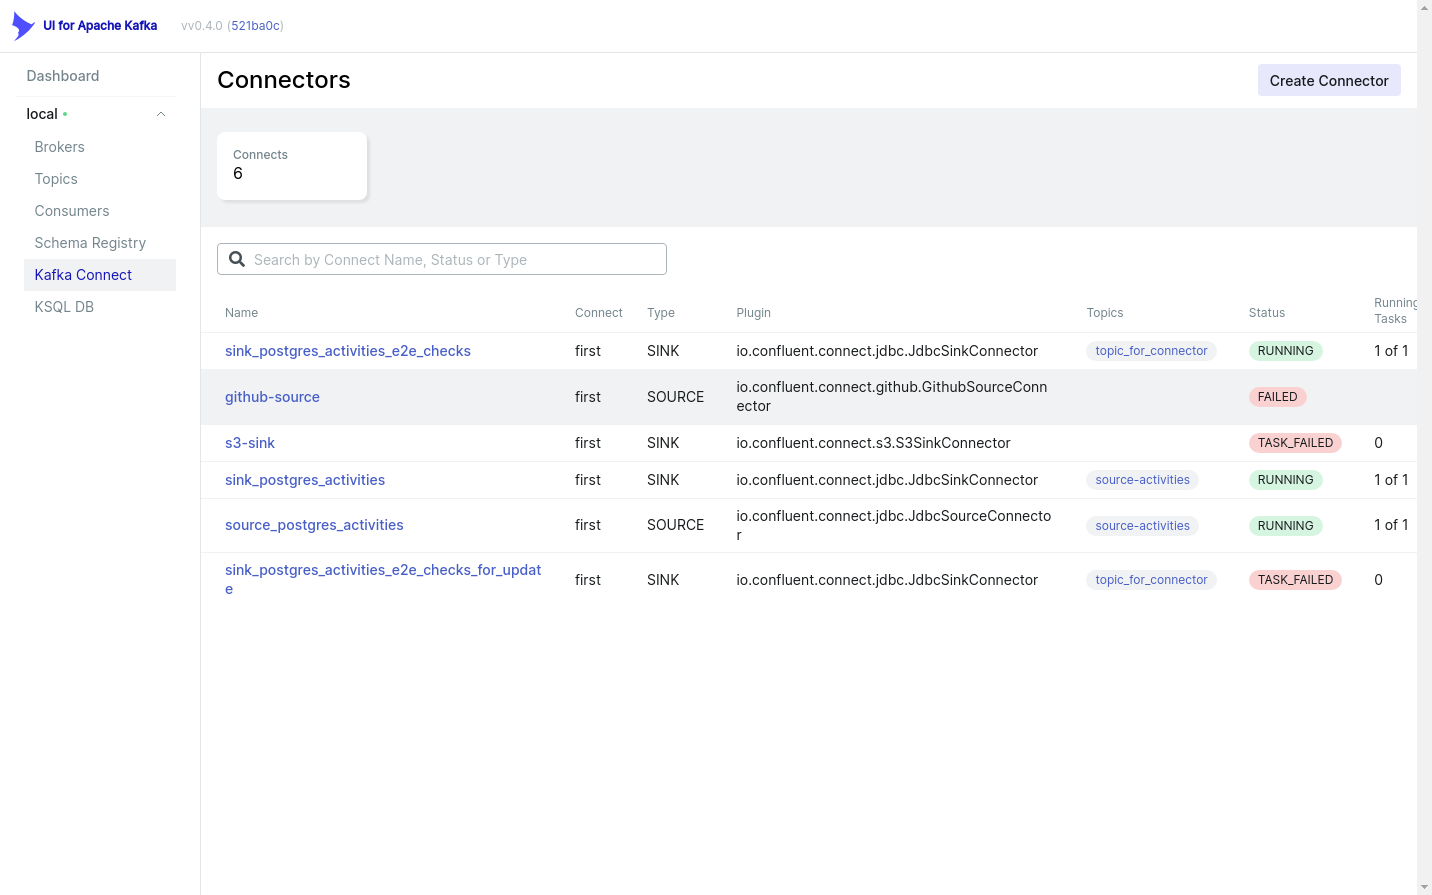 UI for Apache Kafka vv0.4.0 (521ba0c)
Dashboard
local
Brokers
Topics
Consumers
Schema Registry
Kafka Connect
KSQL DB
Connectors
Create Connector
Connects
6
Search by Connect Name, Status or Type
Name Connect Type Plugin Topics Status Running
Tasks
sink_postgres_activities_e2e_checks first SINK io.confluent.connect.jdbc.JdbcSinkConnector topic_for_connector RUNNING 1 of 1
github-source first SOURCE io.confluent.connect.github.GithubSourceConn FAILED
ector
s3-sink first SINK io.confluent.connect.s3.S3SinkConnector TASK_FAILED 0
sink_postgres_activities first SINK io.confluent.connect.jdbc.JdbcSinkConnector source-activities RUNNING 1 of 1
source_postgres_activities first SOURCE io.confluent.connect.jdbc.JdbcSourceConnecto source-activities RUNNING 1 of 1
r
sink_postgres_activities_e2e_checks_for_updat first SINK io.confluent.connect.jdbc.JdbcSinkConnector topic_for_connector TASK_FAILED 0
e